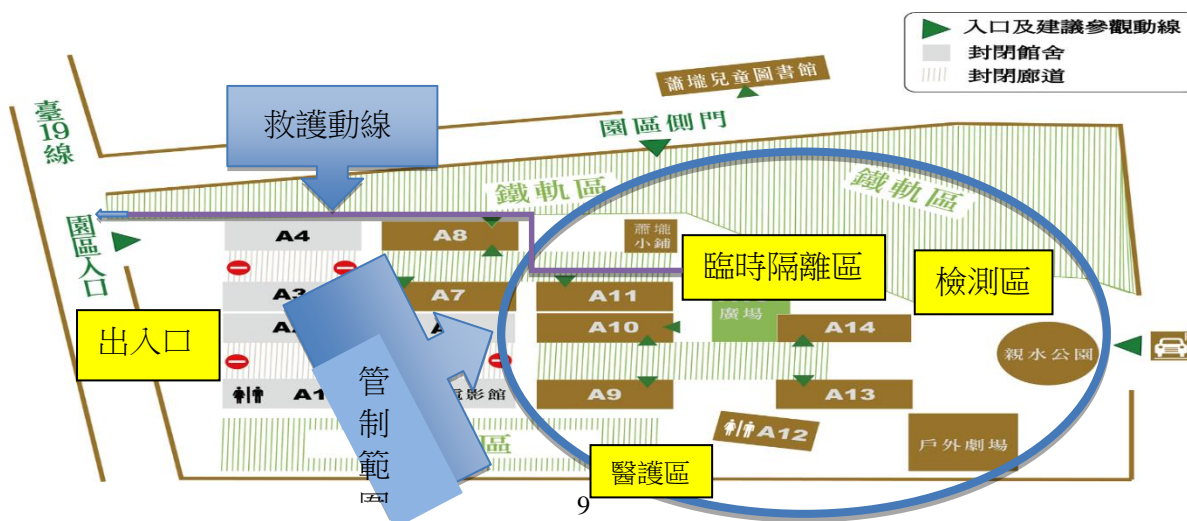 入口及建議參觀動線
封閉館舍
封閉廊道
蕭壠兒童圖書館
臺19線
救護動線
園區側門
鐵軌區
鐵軌區
園區入口
A4
A8
蕭壠
小鋪
臨時隔離區
檢測區
A3
A7
A11
出入口
A10
廣場
A14
親水公園
管制範圍
A1
電影館
A9
A13
A12
戶外劇場
區
醫護區
9